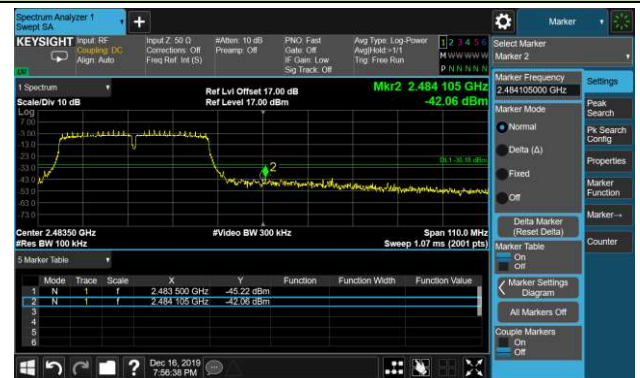 Spectrum Analyzer 1
Swept SA
+
Marker
KEYSIGHT
Input: RF
Coupling: DC
Align: Auto
Input Z: 50 Ω
Corrections: Off
Freq Ref: Int (S)
#Atten: 10 dB
Preamp: Off
PNO: Fast
Gate: Off
IF Gain: Low
Sig Track: Off
Avg Type: Log-Power
Avg|Hold:>1/1
Trig: Free Run
1 2 3 4 5 6
M W W W W W
P N N N N N
Select Marker
Marker 2
1 Spectrum
Scale/Div 10 dB
Ref Lvl Offset 17.00 dB
Ref Level 17.00 dBm
Mkr2 2.484 105 GHz
-42.06 dBm
Log
7.00
-3.00
-13.0
-23.0
-33.0
-43.0
-53.0
-63.0
-73.0
2
Center 2.48350 GHz
#Res BW 100 kHz
#Video BW 300 kHz
Span 110.0 MHz
Sweep 1.07 ms (2001 pts)
5 Marker Table
Mode Trace Scale X Y Function Function Width Function Value
1 N 1 f 2.483 500 GHz -45.22 dBm
2 N 1 f 2.484 105 GHz -42.06 dBm
3
4
5
6
Marker Frequency
2.484105000 GHz
Marker Mode
Normal
Delta (Δ)
Fixed
Off
Delta Marker
(Reset Delta)
Marker Table
On
Off
Marker Settings
Diagram
All Markers Off
Couple Markers
On
Off
Settings
Peak
Search
Pk Search
Config
Properties
Marker
Function
Marker→
Counter
?
Dec 16, 2019
7:56:38 PM